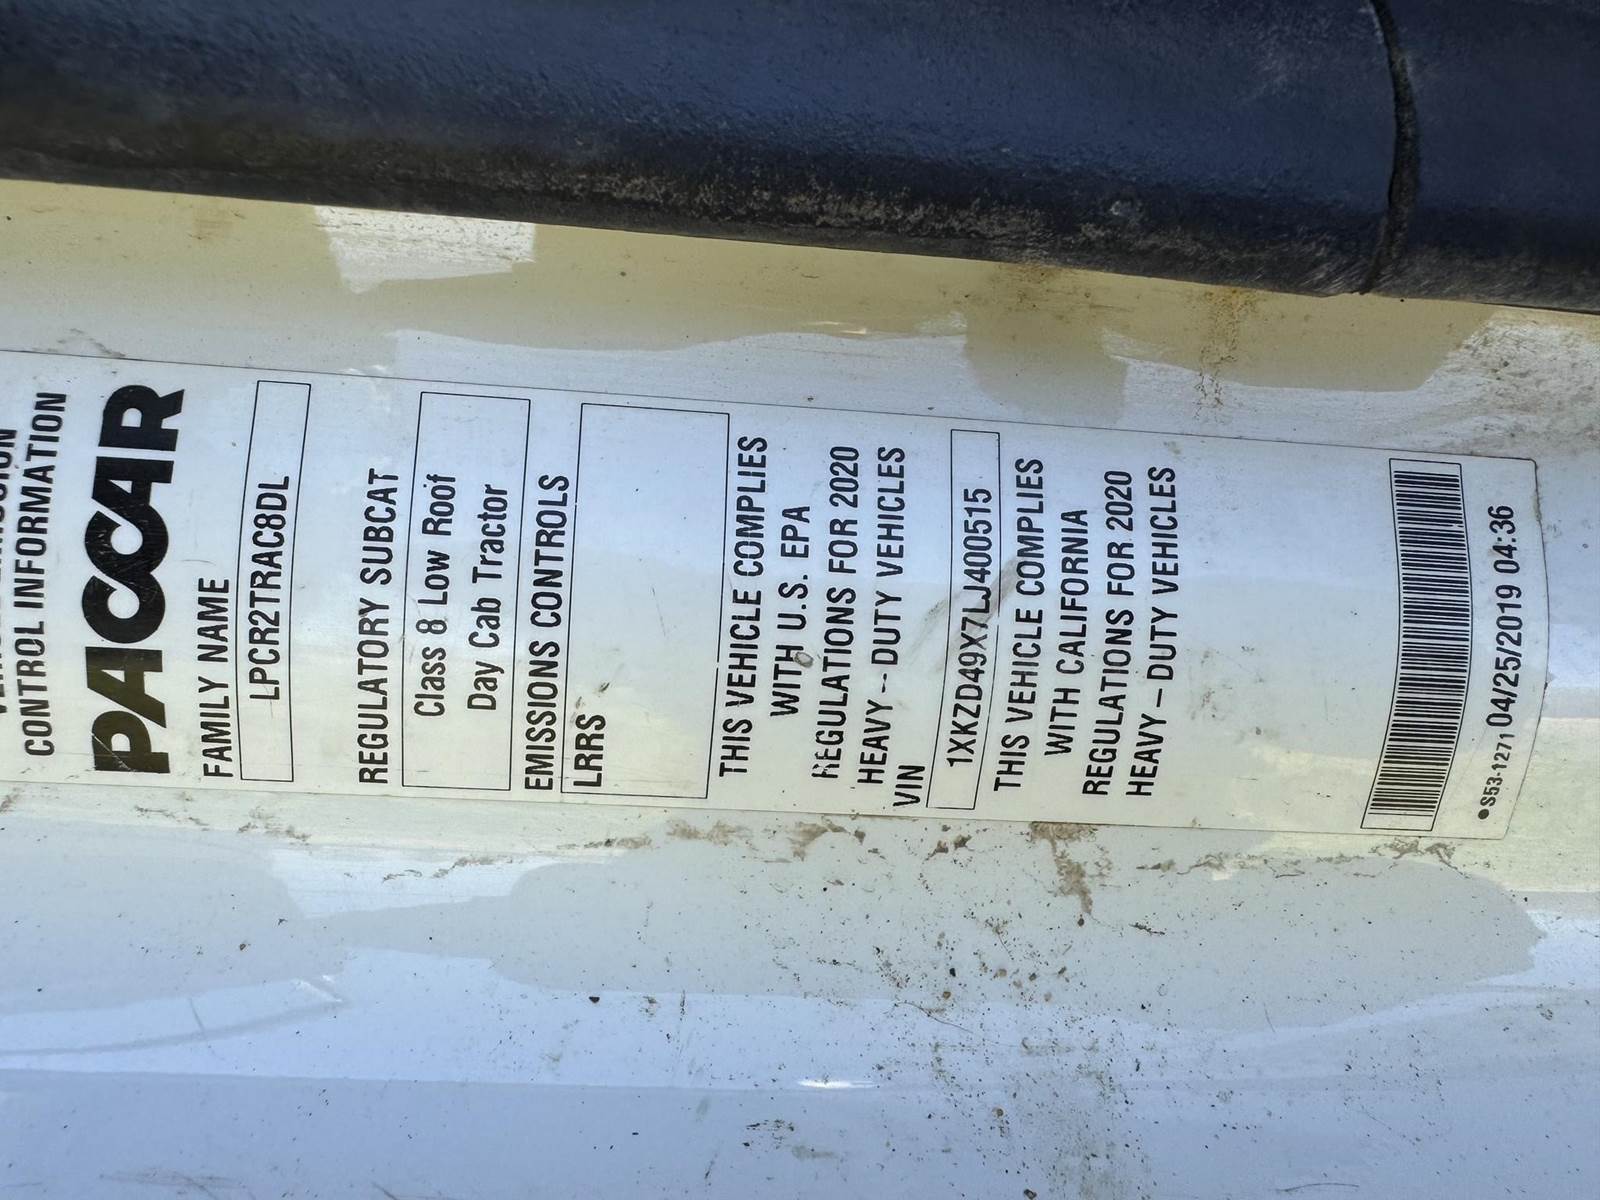 CONTROL INFORMATION
PACCAR
FAMILY NAME
LPCR2TRAC8DL
REGULATORY SUBCAT
Class 8 Low Roof
Day Cab Tractor
EMISSIONS CONTROLS
LRRS
THIS VEHICLE COMPLIES
WITH U.S. EPA
REGULATIONS FOR 2020
HEAVY--DUTY VEHICLES
VIN
1XKZD49X7LJ400515
THIS VEHICLE COMPLIES
WITH CALIFORNIA
REGULATIONS FOR 2020
HEAVY–DUTY VEHICLES
●S53-1271 04/25/2019 04:36